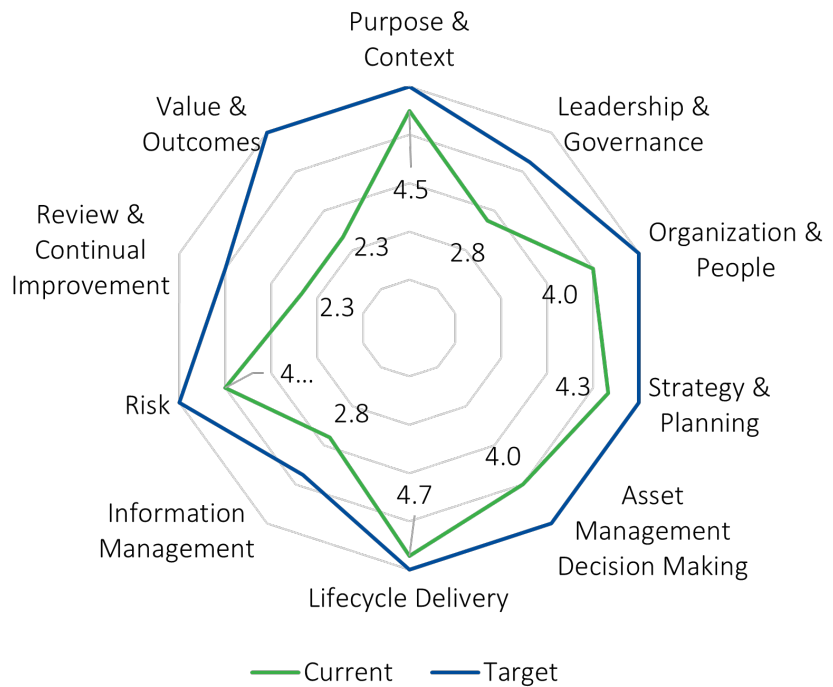 Purpose &
Context
Value &
Outcomes
Leadership &
Governance
4.5
Review &
Continual
Improvement
2.3
2.8
Organization &
People
4.0
2.3
4...
Risk
4.3
Strategy &
Planning
2.8
4.0
4.7
Asset
Management
Decision Making
Information
Management
Lifecycle Delivery
Current
Target